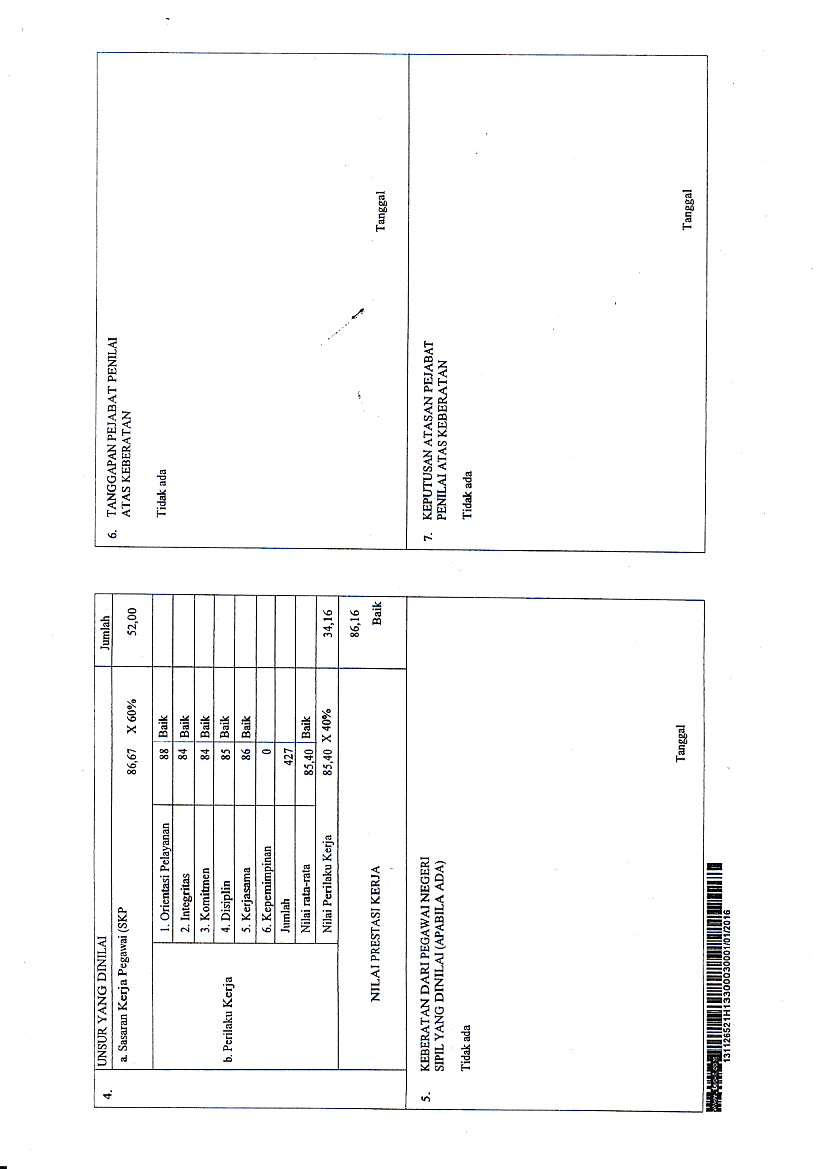 4. UNSUR YANG DINILAI Jumlah
a. Sasaran Kerja Pegawai (SKP 86,67 X 60% 52,00
b. Perilaku Kerja
1. Orientasi Pelayanan 88 Baik
2. Integritas 84 Baik
3. Komitmen 84 Baik
4. Disiplin 85 Baik
5. Kerjasama 86 Baik
6. Kepemimpinan 0
Jumlah 427
Nilai rata-rata 85,40 Baik
Nilai Perilaku Kerja 85,40 X 40% 34,16
NILAI PRESTASI KERJA 86,16
Baik
5. KEBERATAN DARI PEGAWAI NEGERI
SIPIL YANG DINILAI (APABILA ADA)
Tidak ada
Tanggal
131126521H13300030001/01/2016
6. TANGGAPAN PEJABAT PENILAI
ATAS KEBERATAN
Tidak ada
Tanggal
7. KEPUTUSAN ATASAN PEJABAT
PENILAI ATAS KEBERATAN
Tidak ada
Tanggal